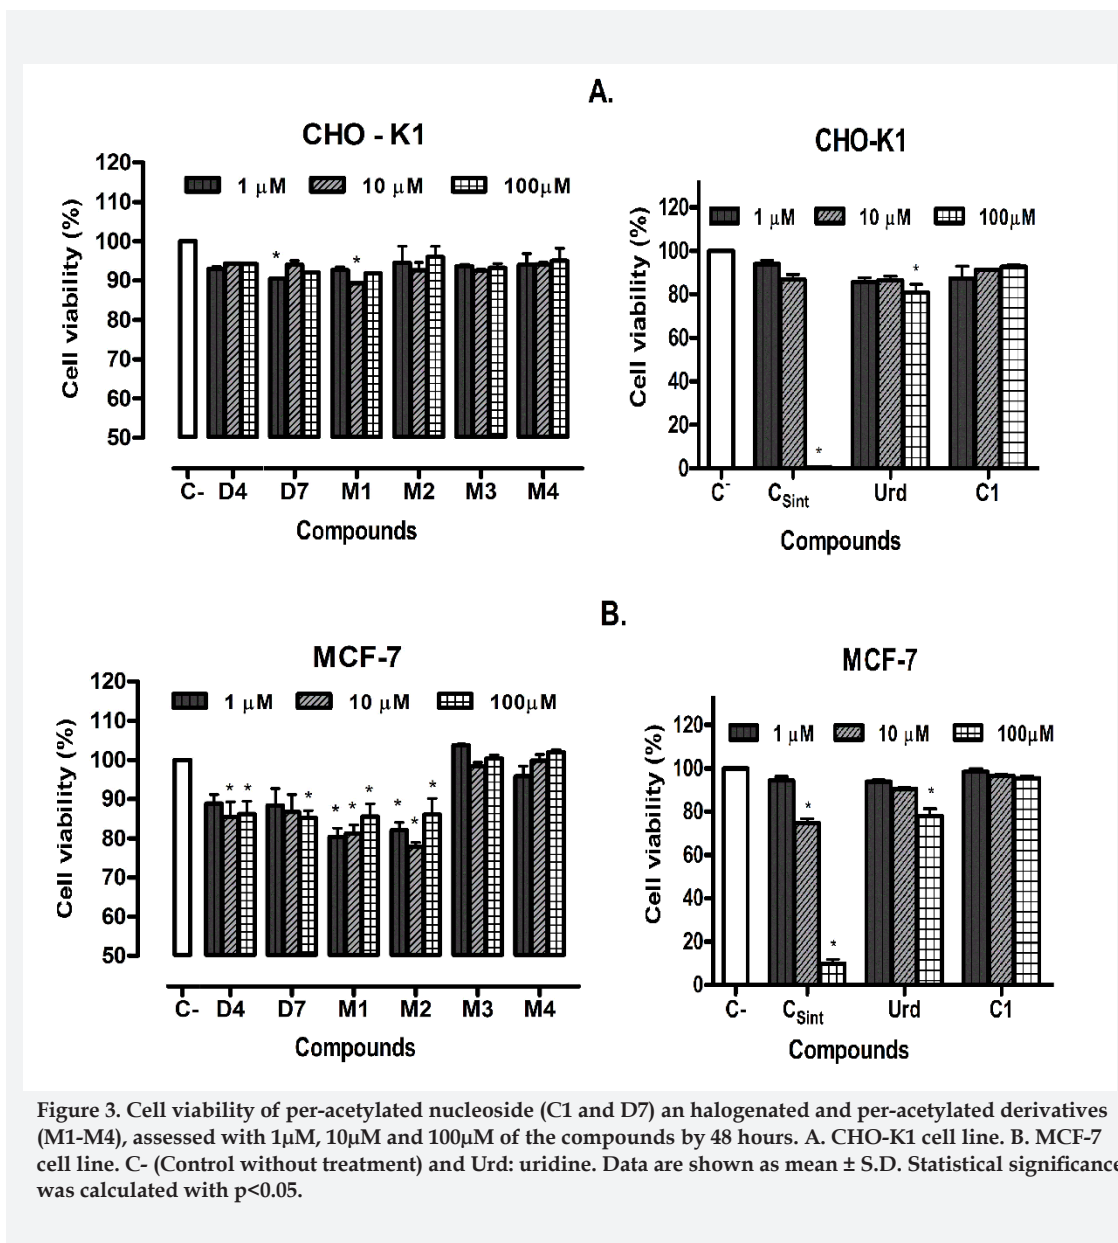 A.
CHO - K1
1 µM 10 µM 100µM
Cell viability (%)
120
110
100
90
80
70
60
50
C- D4 D7 M1 M2 M3 M4
Compounds
* *
CHO-K1
1 µM 10 µM 100µM
Cell viability (%)
120
100
80
60
40
20
0
C- CSint Urd C1
Compounds
* *
B.
MCF-7
1 µM 10 µM 100µM
Cell viability (%)
120
110
100
90
80
70
60
50
C- D4 D7 M1 M2 M3 M4
Compounds
* * * * * * * * *
MCF-7
1 µM 10 µM 100µM
Cell viability (%)
120
100
80
60
40
20
0
C- CSint Urd C1
Compounds
* * *
Figure 3. Cell viability of per-acetylated nucleoside (C1 and D7) an halogenated and per-acetylated derivatives
(M1-M4), assessed with 1µM, 10µM and 100µM of the compounds by 48 hours. A. CHO-K1 cell line. B. MCF-7
cell line. C- (Control without treatment) and Urd: uridine. Data are shown as mean ± S.D. Statistical significance
was calculated with p<0.05.